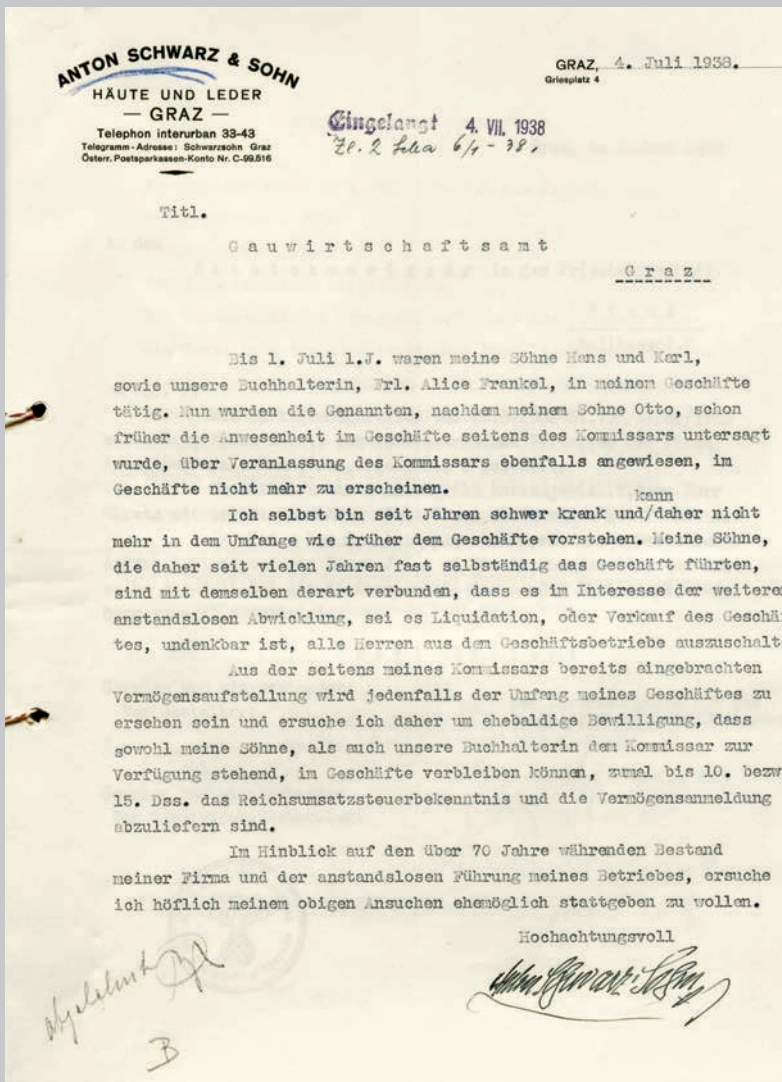 ANTON SCHWARZ & SOHN
HÄUTE UND LEDER
— GRAZ —
Telephon interurban 33-43
Telegramm-Adresse: Schwarzsohn Graz
Österr. Postsparkassen-Konto Nr. C-99.516
GRAZ, 4. Juli 1938.
Griesplatz 4
Eingelangt 4. VII. 1938
Zl. 2
Titl.
Gauwirtschaftsamt
Graz
Bis 1. Juli l.J. waren meine Söhne Hans und Karl,
sowie unsere Buchhalterin, Frl. Alice Frankel, in meinem Geschäfte
tätig. Nun wurden die Genannten, nachdem meinem Sohne Otto, schon
früher die Anwesenheit im Geschäfte seitens des Kommissars untersagt
wurde, über Veranlassung des Kommissars ebenfalls angewiesen, im
Geschäfte nicht mehr zu erscheinen.
kann
Ich selbst bin seit Jahren schwer krank und/daher nicht
mehr in dem Umfange wie früher dem Geschäfte vorstehen. Meine Söhne,
die daher seit vielen Jahren fast selbständig das Geschäft führten,
sind mit demselben derart verbunden, dass es im Interesse der weiteren
anstandslosen Abwicklung, sei es Liquidation, oder Verkauf des Geschäf
tes, undenkbar ist, alle Herren aus dem Geschäftsbetriebe auszuschalt
Aus der seitens meines Kommissars bereits eingebrachten
Vermögensaufstellung wird jedenfalls der Umfang meines Geschäftes zu
ersehen sein und ersuche ich daher um ehebaldige Bewilligung, dass
sowohl meine Söhne, als auch unsere Buchhalterin dem Kommissar zur
Verfügung stehend, im Geschäfte verbleiben können, zumal bis 10. bezw
15. Dss. das Reichsumsatzsteuerbekenntnis und die Vermögensanmeldung
abzuliefern sind.
Im Hinblick auf den über 70 Jahre währenden Bestand
meiner Firma und der anstandslosen Führung meines Betriebes, ersuche
ich höflich meinem obigen Ansuchen ehemöglich stattgeben zu wollen.
Hochachtungsvoll
Anton Schwarz & Sohn
abgelehnt
B